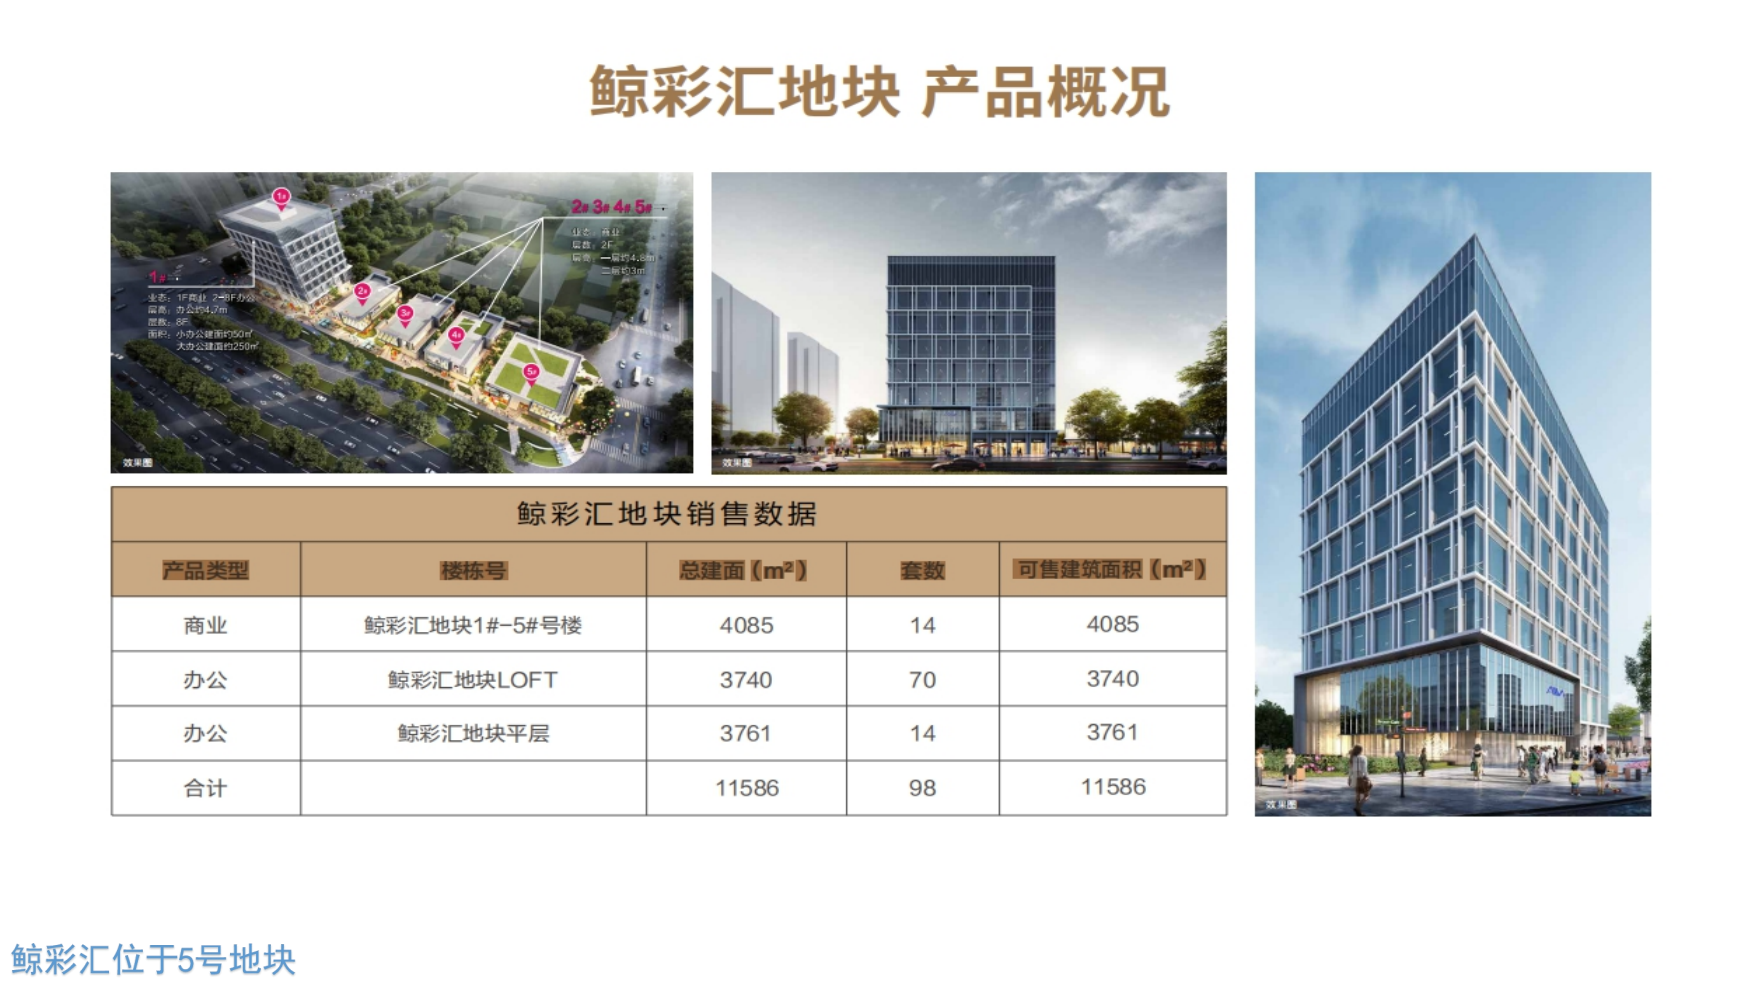 鲸彩汇地块 产品概况
1#
2# 3# 4# 5#
业态：商业
层数：2F
层高：一层约4.8m
二层约3m
1#
业态：1F商业 2-8F办公
层高：办公约4.7m
层数：8F
面积：小办公建面约50㎡
大办公建面约250㎡
2#
3#
4#
5#
效果图
效果图
效果图
鲸彩汇地块销售数据
产品类型 楼栋号 总建面（m²） 套数 可售建筑面积（m²）
商业 鲸彩汇地块1#-5#号楼 4085 14 4085
办公 鲸彩汇地块LOFT 3740 70 3740
办公 鲸彩汇地块平层 3761 14 3761
合计 11586 98 11586
鲸彩汇位于5号地块